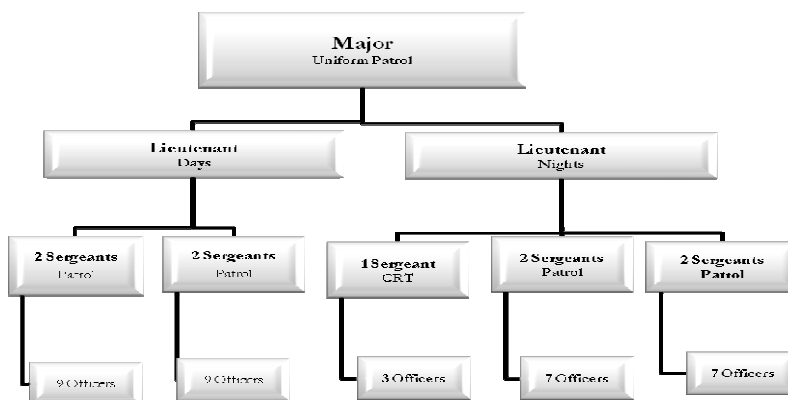 Major
Uniform Patrol
Lieutenant
Days
Lieutenant
Nights
2 Sergeants
Patrol
2 Sergeants
Patrol
1 Sergeant
CRT
2 Sergeants
Patrol
2 Sergeants
Patrol
9 Officers
9 Officers
3 Officers
7 Officers
7 Officers